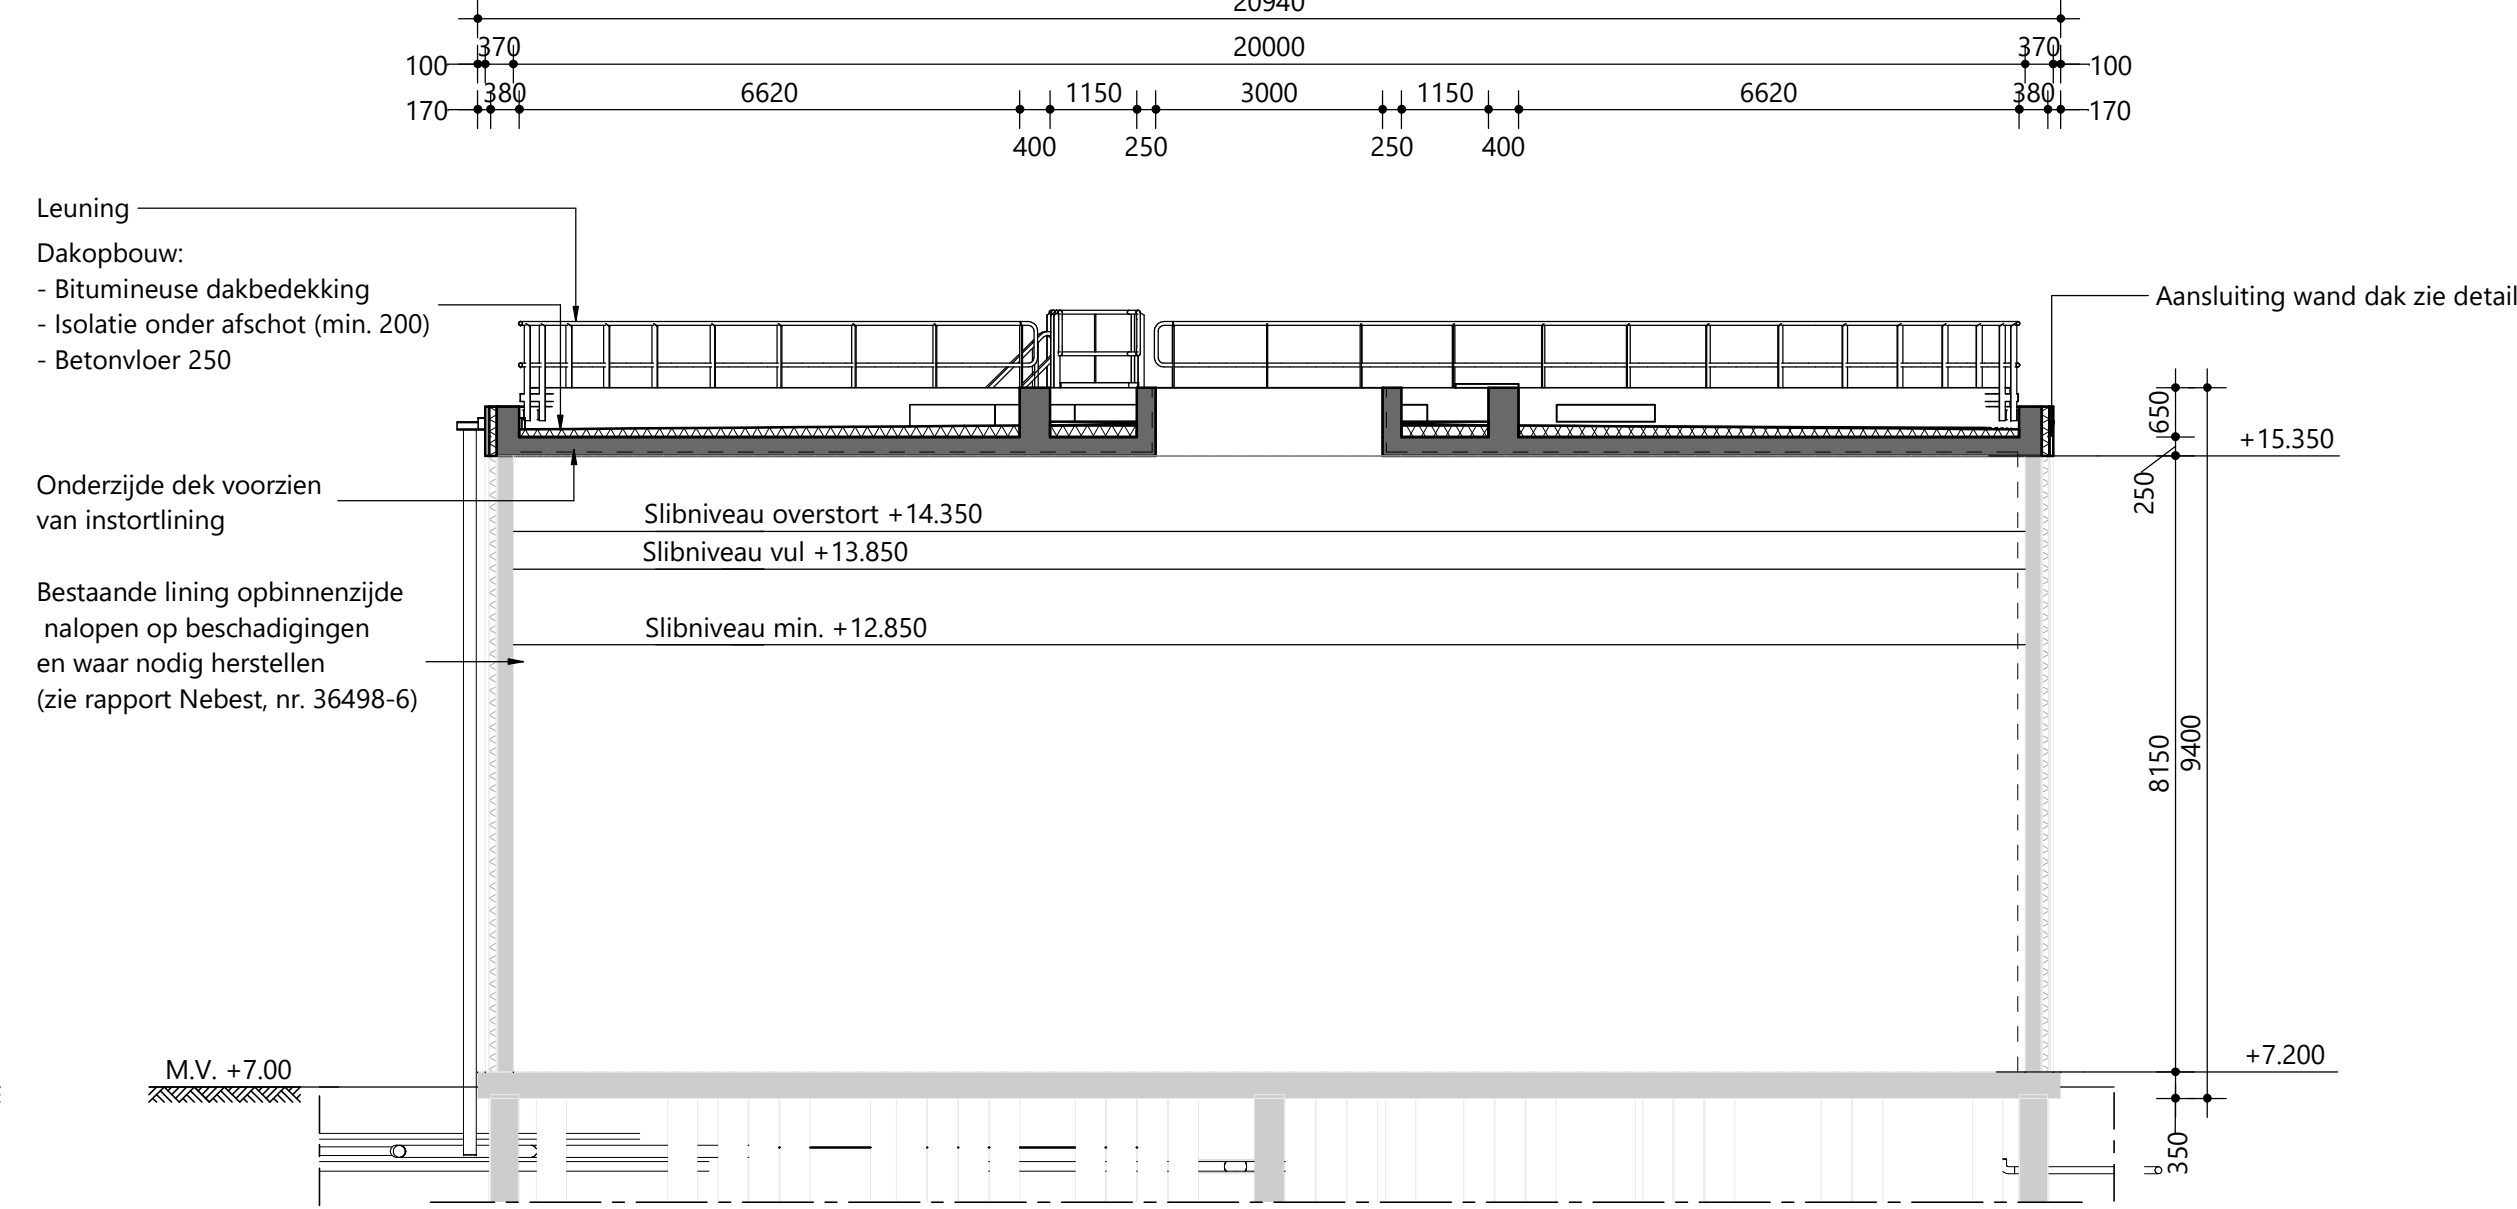 20940
370
20000
370
100
100
380
6620
1150
3000
1150
6620
380
170
170
400
250
250
400
Leuning
Dakopbouw:
- Bitumineuse dakbedekking
- Isolatie onder afschot (min. 200)
- Betonvloer 250
Aansluiting wand dak zie detail
650
+15.350
250
Onderzijde dek voorzien
van instortlining
Slibniveau overstort +14.350
Slibniveau vul +13.850
Bestaande lining opbinnenzijde
nalopen op beschadigingen
en waar nodig herstellen
(zie rapport Nebest, nr. 36498-6)
Slibniveau min. +12.850
8150
9400
M.V. +7.00
+7.200
350